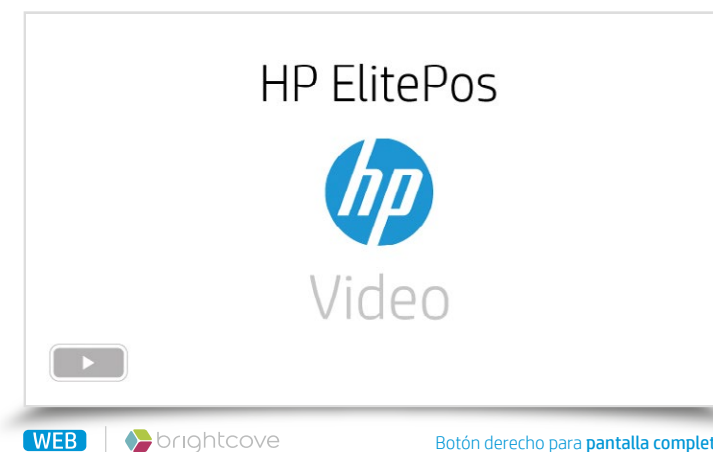 HP ElitePos
hp
Video
WEB brightcove Botón derecho para pantalla complet